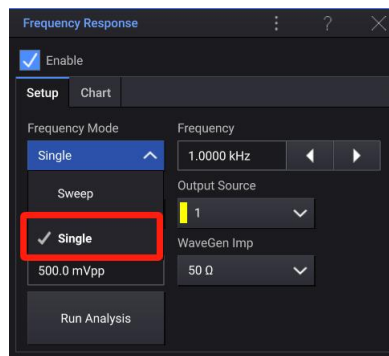 Frequency Response ?
Enable
Setup Chart
Frequency Mode Frequency
Single 1.0000 kHz
Sweep Output Source
1
Single
WaveGen Imp
500.0 mVpp 50 Ω
Run Analysis